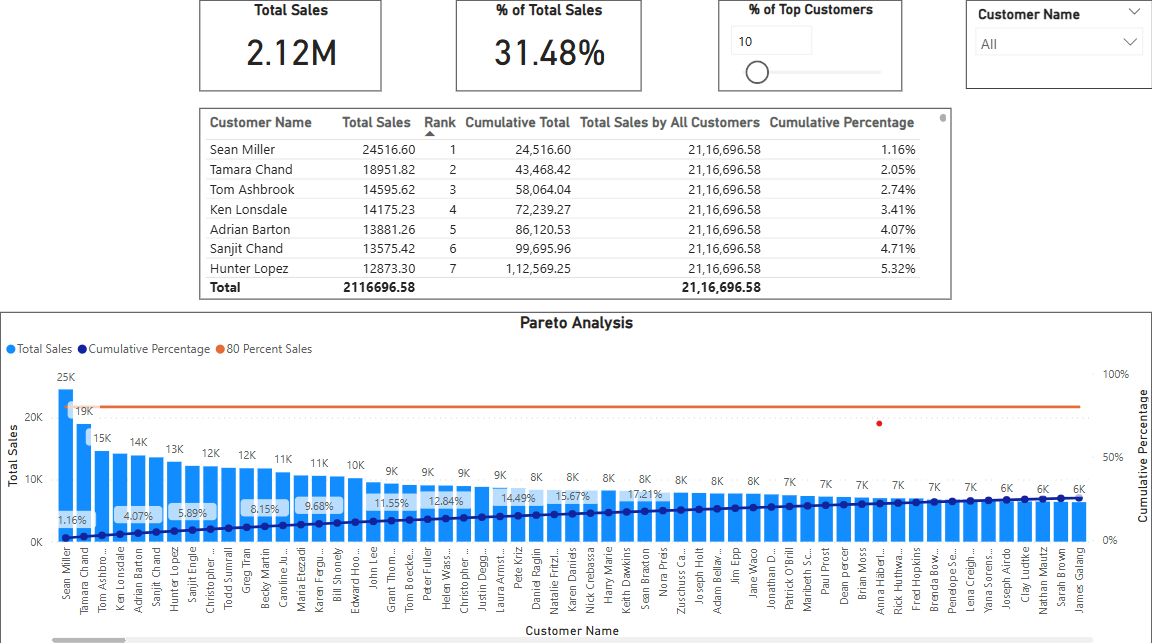 Total Sales
2.12M
% of Total Sales
31.48%
% of Top Customers
10
Customer Name
All
Customer Name Total Sales Rank Cumulative Total Total Sales by All Customers Cumulative Percentage
Sean Miller 24516.60 1 24,516.60 21,16,696.58 1.16%
Tamara Chand 18951.82 2 43,468.42 21,16,696.58 2.05%
Tom Ashbrook 14595.62 3 58,064.04 21,16,696.58 2.74%
Ken Lonsdale 14175.23 4 72,239.27 21,16,696.58 3.41%
Adrian Barton 13881.26 5 86,120.53 21,16,696.58 4.07%
Sanjit Chand 13575.42 6 99,695.96 21,16,696.58 4.71%
Hunter Lopez 12873.30 7 1,12,569.25 21,16,696.58 5.32%
Total 2116696.58 21,16,696.58
Pareto Analysis
Total Sales Cumulative Percentage 80 Percent Sales
Total Sales
20K
10K
0K
25K 19K 15K 14K 13K 12K 12K 11K 11K 10K 9K 9K 9K 9K 8K 8K 8K 8K 8K 8K 8K 8K 7K 7K 7K 7K 7K 6K 6K 6K
1.16% 4.07% 5.89% 8.15% 9.68% 11.55% 12.84% 14.49% 15.67% 17.21%
100%
50%
0%
Cumulative Percentage
Sean Miller
Tamara Chand
Tom Ashbro...
Ken Lonsdale
Adrian Barton
Sanjit Chand
Hunter Lopez
Sanjit Engle
Christopher ...
Todd Sumrall
Greg Tran
Becky Martin
Caroline Ju...
Maria Etezadi
Karen Fergu...
Bill Shonely
Edward Hoo...
John Lee
Grant Thom...
Tom Boecke...
Peter Fuller
Helen Wass...
Christopher ...
Justin Degg...
Laura Armst...
Pete Kriz
Daniel Raglin
Natalie Fritzl...
Karen Daniels
Nick Crebassa
Harry Marie
Keith Dawkins
Sean Braxton
Nora Preis
Zuschuss Ca...
Joseph Holt
Adam Bellav...
Jim Epp
Jane Waco
Jonathan D...
Patrick O'Brill
Maribeth Sc...
Paul Prost
Dean percer
Brian Moss
Anna Häberl...
Rick Huthwa...
Fred Hopkins
Brenda Bow...
Penelope Se...
Lena Creigh...
Yana Sorens...
Joseph Airdo
Clay Ludtke
Nathan Mautz
Sarah Brown
James Galang
Customer Name